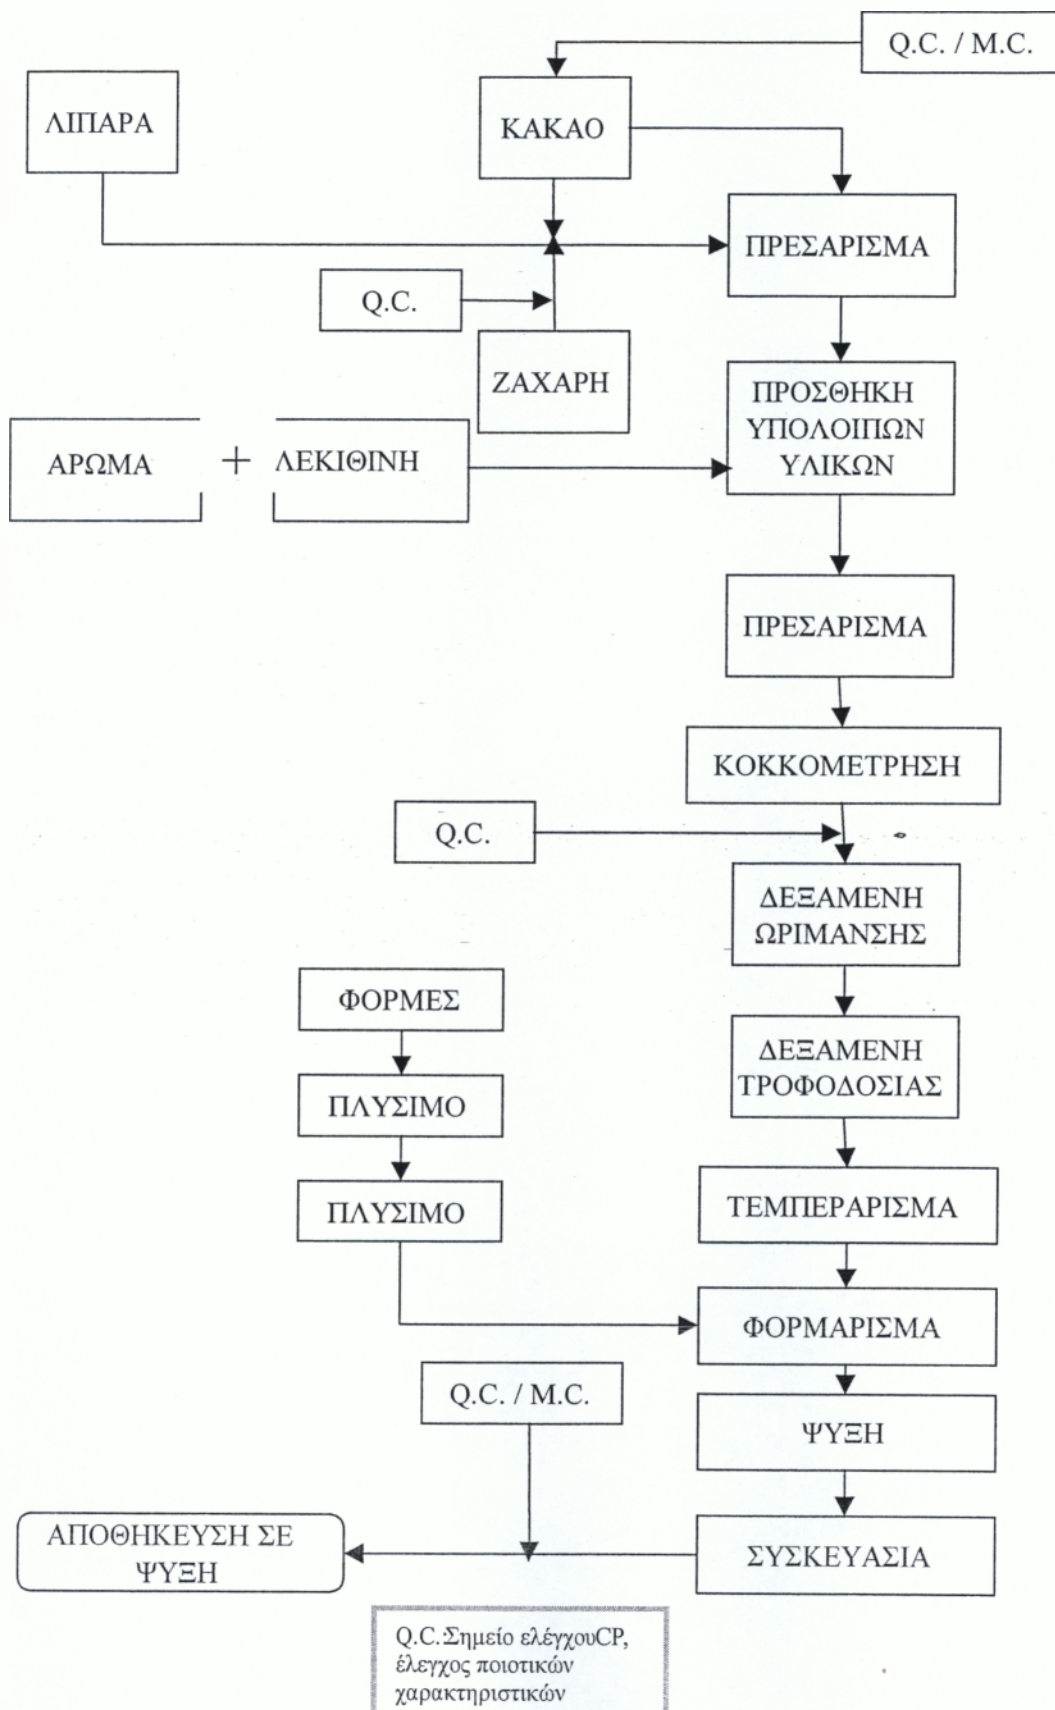 Q.C. / M.C.
ΛΙΠΑΡΑ
ΚΑΚΑΟ
ΠΡΕΣΑΡΙΣΜΑ
Q.C.
ΖΑΧΑΡΗ
ΠΡΟΣΘΗΚΗ
ΥΠΟΛΟΙΠΩΝ
ΥΛΙΚΩΝ
ΑΡΩΜΑ + ΛΕΚΙΘΙΝΗ
ΠΡΕΣΑΡΙΣΜΑ
ΚΟΚΚΟΜΕΤΡΗΣΗ
Q.C.
ΔΕΞΑΜΕΝΗ
ΩΡΙΜΑΝΣΗΣ
ΦΟΡΜΕΣ
ΔΕΞΑΜΕΝΗ
ΤΡΟΦΟΔΟΣΙΑΣ
ΠΛΥΣΙΜΟ
ΠΛΥΣΙΜΟ
ΤΕΜΠΕΡΑΡΙΣΜΑ
ΦΟΡΜΑΡΙΣΜΑ
Q.C. / M.C.
ΨΥΞΗ
ΑΠΟΘΗΚΕΥΣΗ ΣΕ
ΨΥΞΗ
ΣΥΣΚΕΥΑΣΙΑ
Q.C.Σημείο ελέγχουCP,
έλεγχος ποιοτικών
χαρακτηριστικών